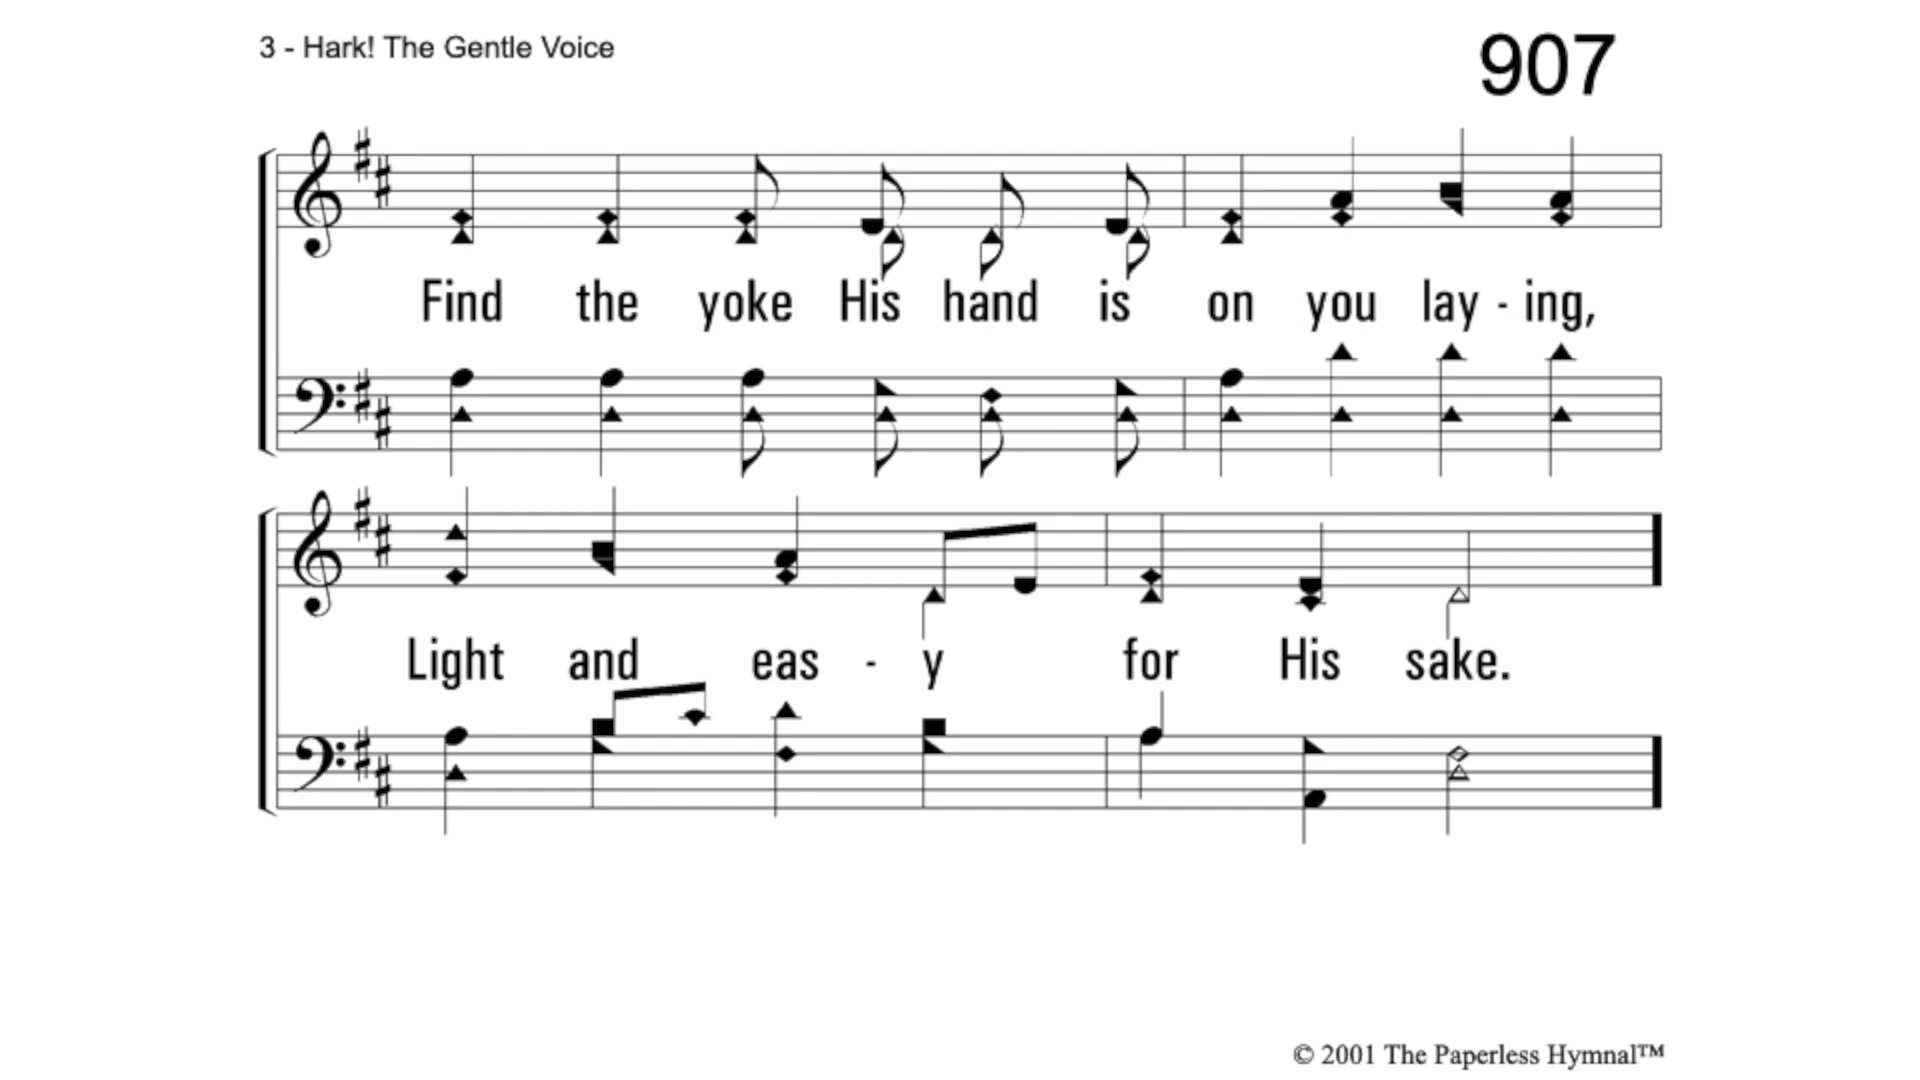 3 - Hark! The Gentle Voice
907
Find the yoke His hand is on you lay - ing,
Light and eas - y for His sake.
© 2001 The Paperless Hymnal™